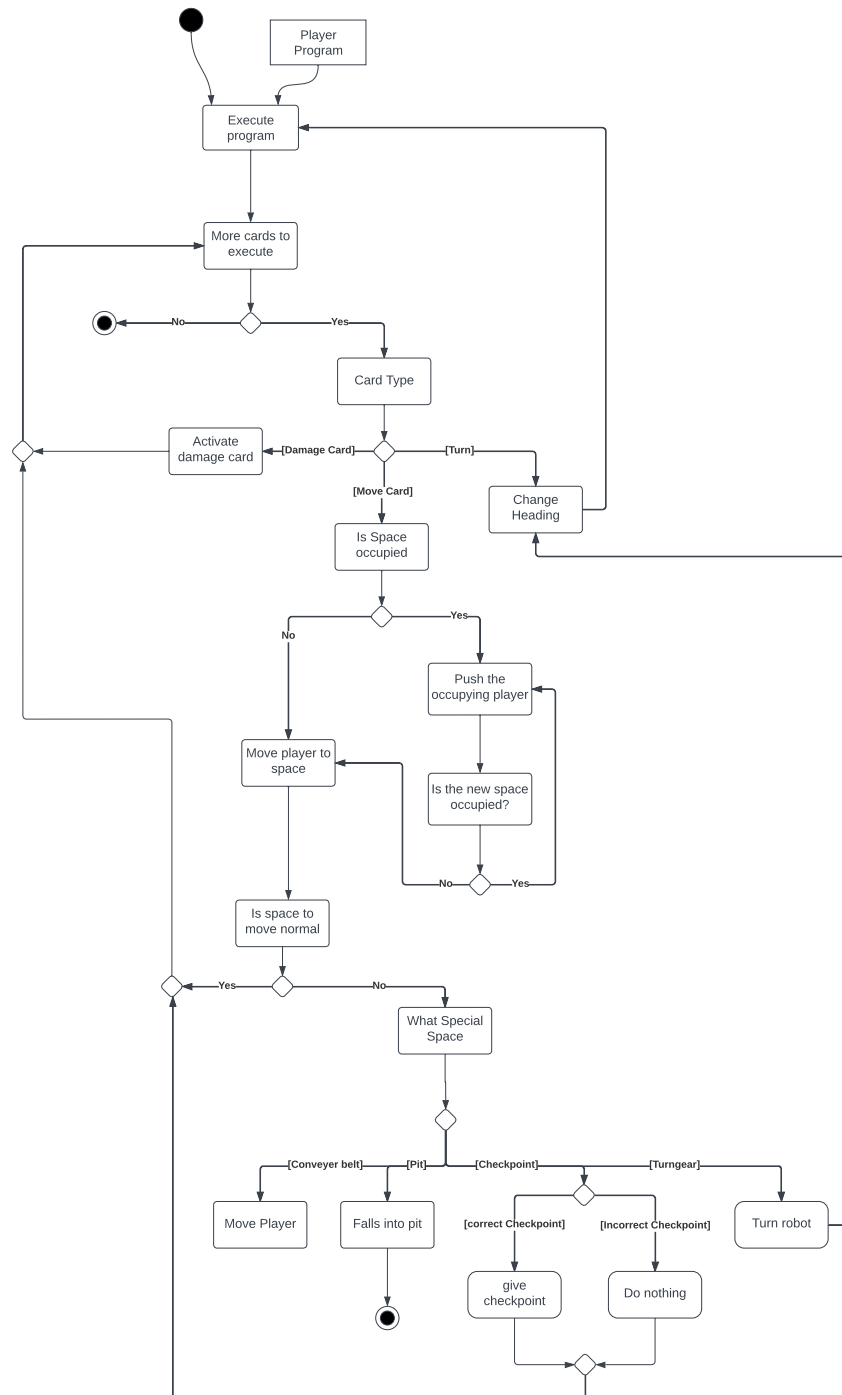 Player
Program
Execute
program
More cards to
execute
No
Yes
Card Type
Activate
damage card
[Damage Card]
[Turn]
[Move Card]
Change
Heading
Is Space
occupied
No
Yes
Push the
occupying player
Move player to
space
Is the new space
occupied?
No
Yes
Is space to
move normal
Yes
No
What Special
Space
[Conveyer belt]
[Pit]
[Checkpoint]
[Turngear]
Move Player
Falls into pit
[correct Checkpoint]
[Incorrect Checkpoint]
Turn robot
give
checkpoint
Do nothing